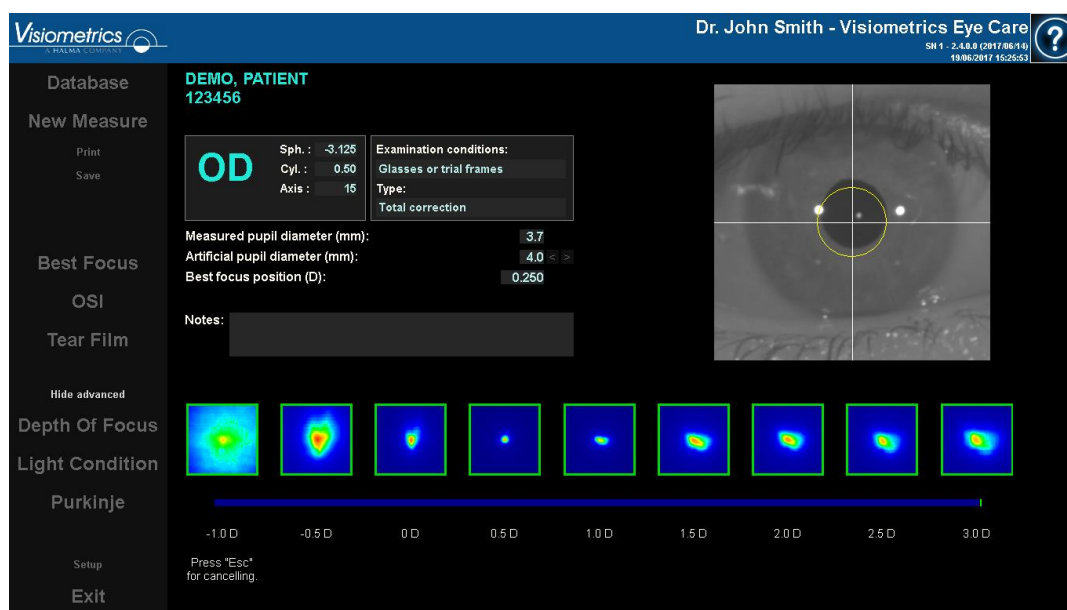 Visiometrics
A HALMA COMPANY
Dr. John Smith - Visiometrics Eye Care
SN 1 - 2.4.0.0 (2017/06/14)
19/06/2017 15:25:53
?
Database
New Measure
Print
Save
Best Focus
OSI
Tear Film
Hide advanced
Depth Of Focus
Light Condition
Purkinje
Setup
Exit
DEMO, PATIENT
123456
OD
Sph. : -3.125
Cyl. : 0.50
Axis : 15
Examination conditions:
Glasses or trial frames
Type:
Total correction
Measured pupil diameter (mm): 3.7
Artificial pupil diameter (mm): 4.0 < >
Best focus position (D): 0.250
Notes:
-1.0 D -0.5 D 0 D 0.5 D 1.0 D 1.5 D 2.0 D 2.5 D 3.0 D
Press "Esc"
for cancelling.